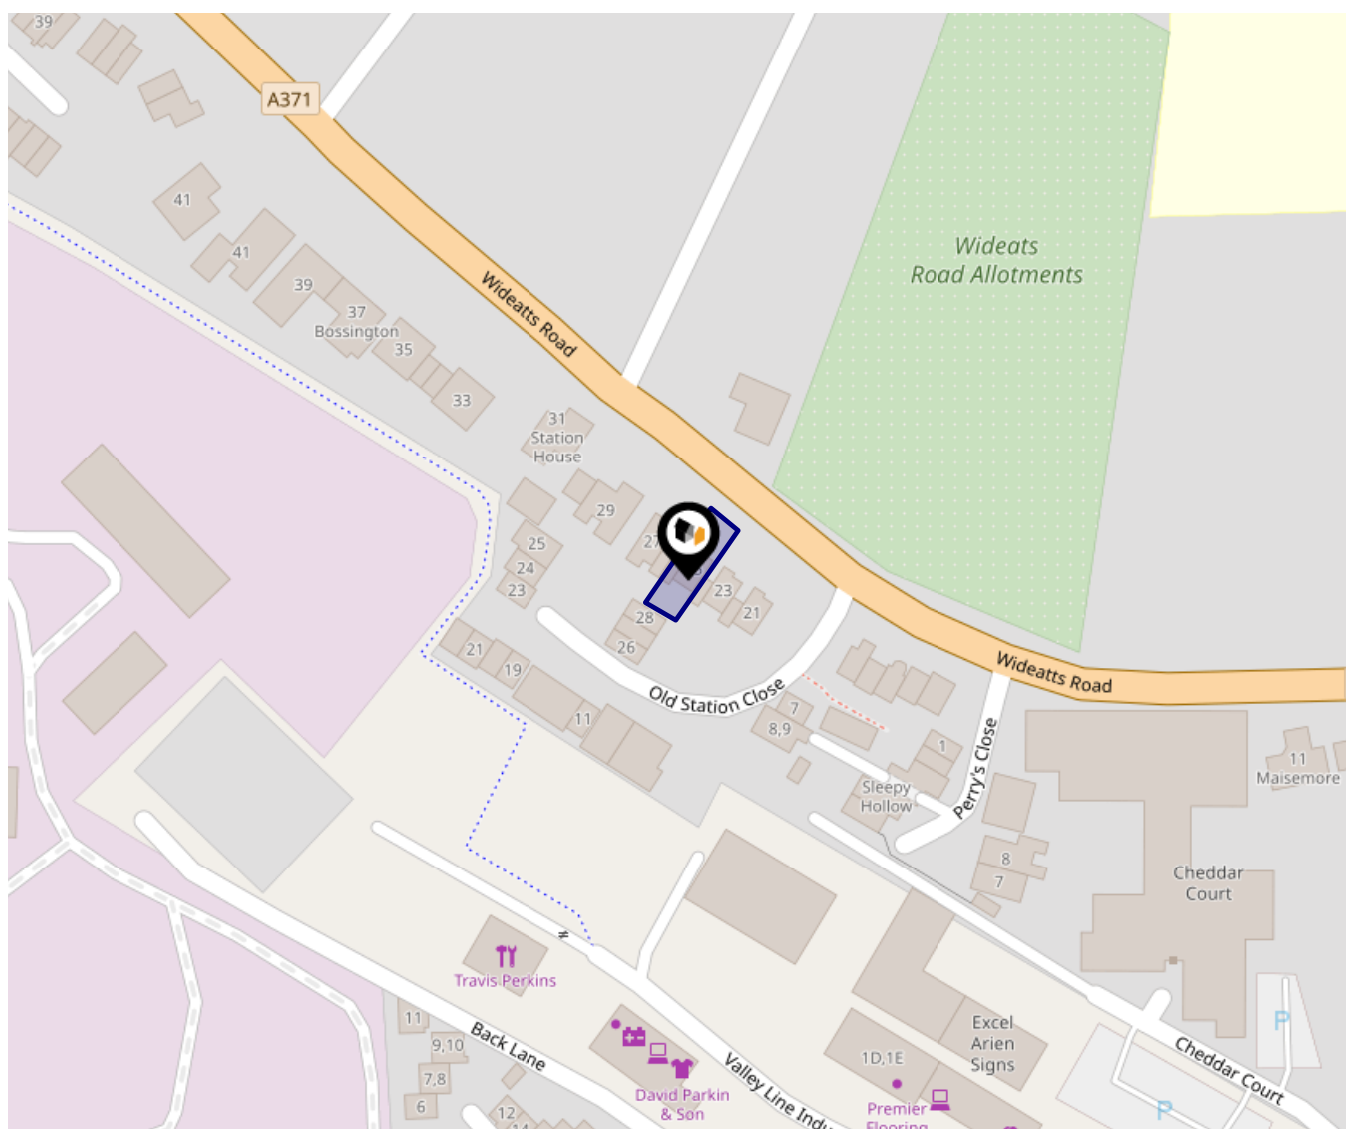 39
A371
41
41
39
37
Bossington
35
33
Wideatts Road
Wideats
Road Allotments
31
Station
House
29
27
25
24
23
23
21
28
26
21
19
11
Old Station Close
Wideatts Road
7
8,9
1
Sleepy
Hollow
Perry's Close
11
Maisemore
8
7
Cheddar
Court
Travis Perkins
Excel
Arien
Signs
11
9,10
7,8
6
12
14
Back Lane
David Parkin
& Son
Valley Line Indu
1D,1E
Premier
Flooring
Cheddar Court
P
P